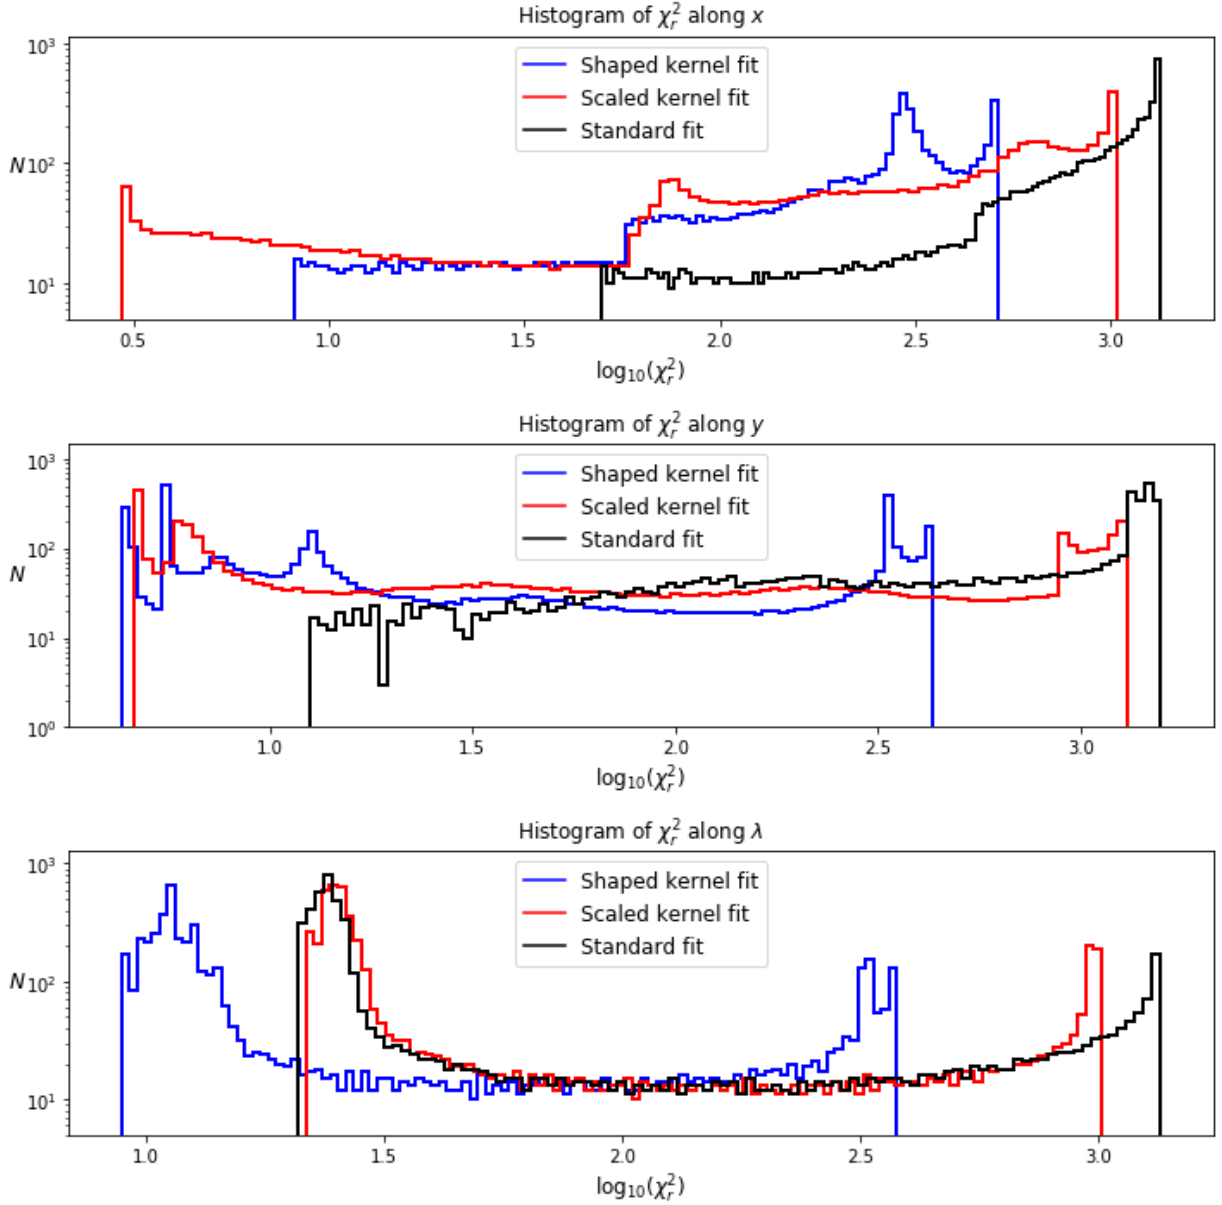 Histogram of χ²ᵣ along x
Shaped kernel fit
Scaled kernel fit
Standard fit
10³
10²
10¹
N
0.5 1.0 1.5 2.0 2.5 3.0
log₁₀(χ²ᵣ)
Histogram of χ²ᵣ along y
Shaped kernel fit
Scaled kernel fit
Standard fit
10³
10²
10¹
10⁰
N
1.0 1.5 2.0 2.5 3.0
log₁₀(χ²ᵣ)
Histogram of χ²ᵣ along λ
Shaped kernel fit
Scaled kernel fit
Standard fit
10³
10²
10¹
N
1.0 1.5 2.0 2.5 3.0
log₁₀(χ²ᵣ)